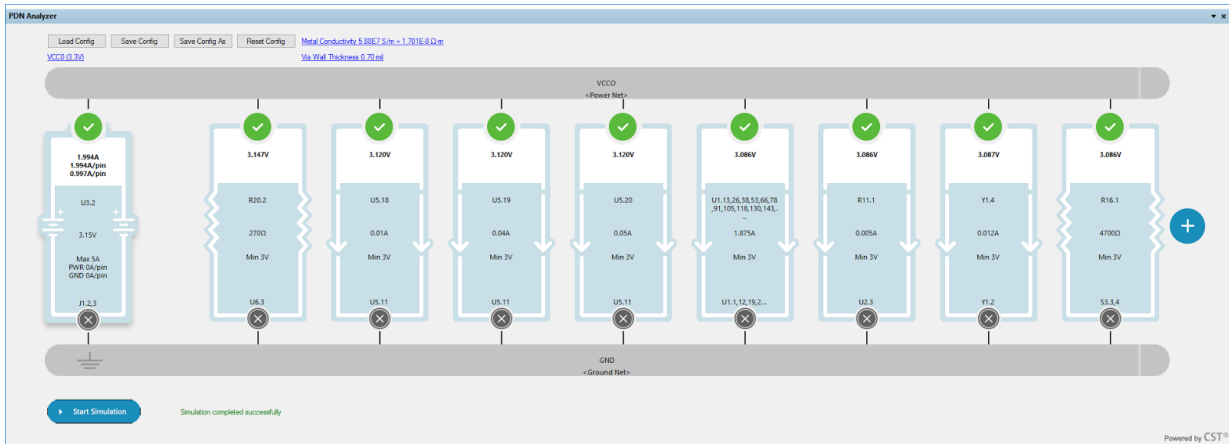 PDN Analyzer
Load Config Save Config Save Config As Reset Config Metal Conductivity 5.88E7 S/m = 1.701E-8 Ω·m
VCC0 (3.3V) Via Wall Thickness 0.70 mil
VCCO
<Power Net>
1.994A
1.994A/pin
0.997A/pin
U3.2
3.15V
Max 5A
PWR 0A/pin
GND 0A/pin
J1.2,3
3.147V
R20.2
270Ω
Min 3V
U6.3
3.120V
U5.18
0.01A
Min 3V
U5.11
3.120V
U5.19
0.04A
Min 3V
U5.11
3.120V
U5.20
0.05A
Min 3V
U5.11
3.086V
U1.13,26,38,53,66,78
,91,105,118,130,143,.
..
1.875A
Min 3V
U1.1,12,19,2...
3.086V
R11.1
0.005A
Min 3V
U2.3
3.087V
Y1.4
0.012A
Min 3V
Y1.2
3.086V
R16.1
4700Ω
Min 3V
S3.3,4
GND
<Ground Net>
Start Simulation Simulation completed successfully
Powered by CST®